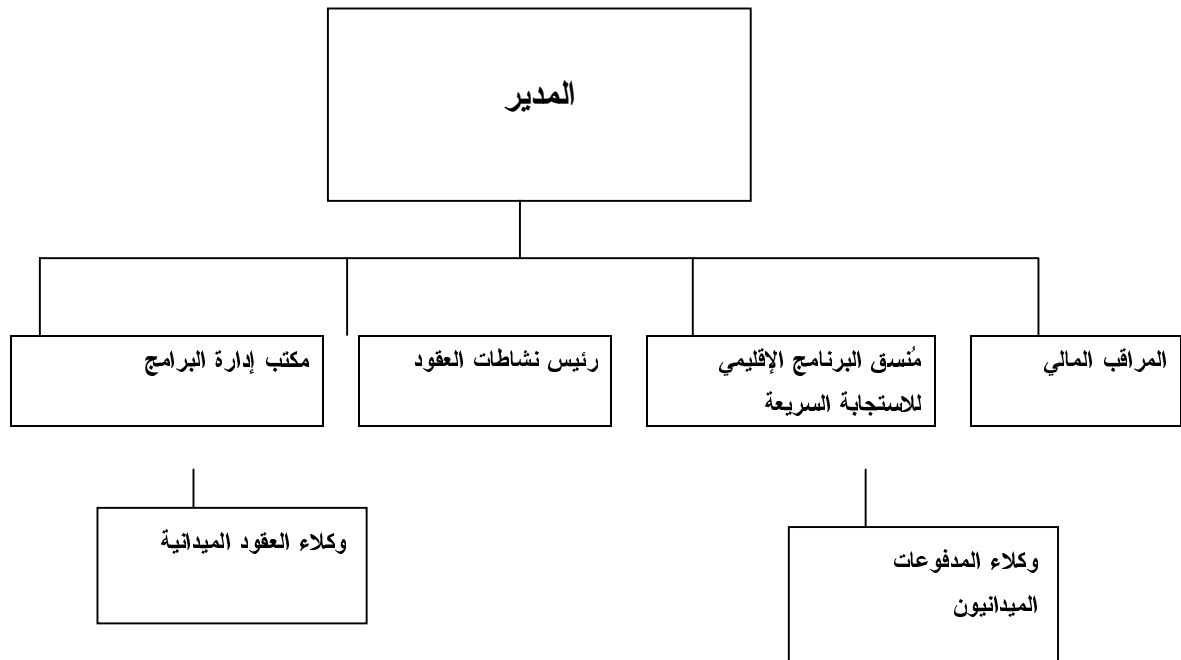 المدير
المراقب المالي
مُنسق البرنامج الإقليمي
للاستجابة السريعة
رئيس نشاطات العقود
مكتب إدارة البرامج
وكلاء المدفوعات
الميدانيون
وكلاء العقود الميدانية